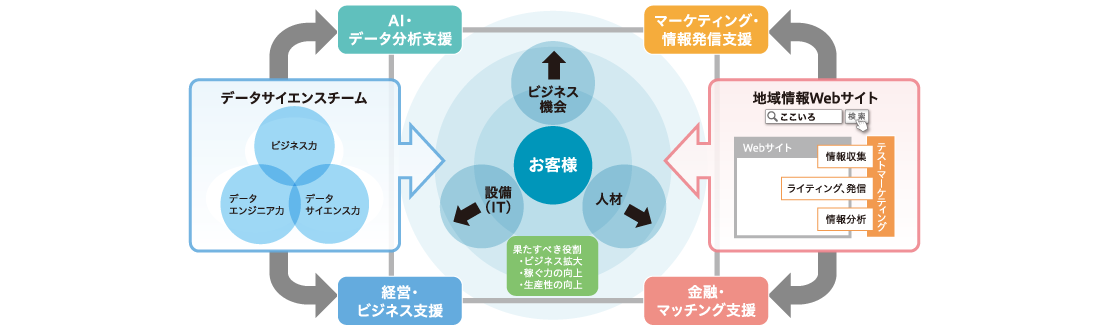 AI・
データ分析支援
マーケティング・
情報発信支援
データサイエンスチーム
ビジネス力
データ
エンジニア力
データ
サイエンス力
ビジネス
機会
お客様
設備
(IT)
人材
果たすべき役割
・ビジネス拡大
・稼ぐ力の向上
・生産性の向上
地域情報Webサイト
ここいろ
検索
Webサイト
情報収集
ライティング、発信
情報分析
テストマーケティング
経営・
ビジネス支援
金融・
マッチング支援